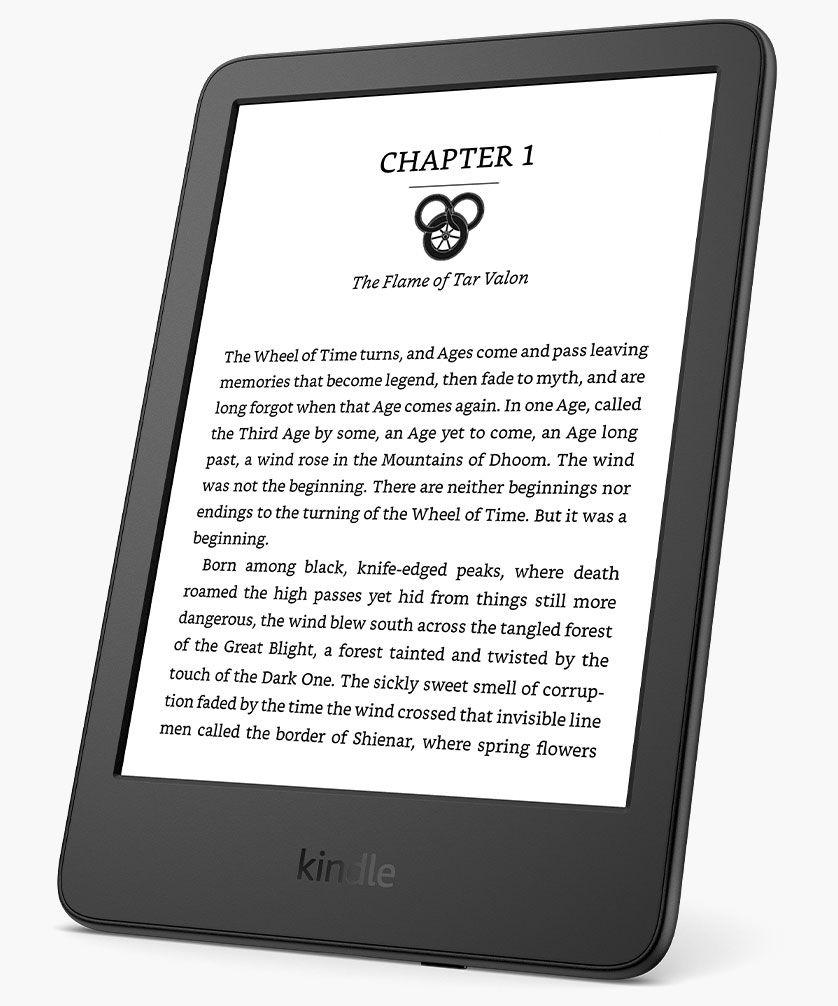 CHAPTER 1
The Flame of Tar Valon
The Wheel of Time turns, and Ages come and pass leaving
memories that become legend, then fade to myth, and are
long forgot when that Age comes again. In one Age, called
the Third Age by some, an Age yet to come, an Age long
past, a wind rose in the Mountains of Dhoom. The wind
was not the beginning. There are neither beginnings nor
endings to the turning of the Wheel of Time. But it was a
beginning.
Born among black, knife-edged peaks, where death
roamed the high passes yet hid from things still more
dangerous, the wind blew south across the tangled forest
of the Great Blight, a forest tainted and twisted by the
touch of the Dark One. The sickly sweet smell of corrup-
tion faded by the time the wind crossed that invisible line
men called the border of Shienar, where spring flowers
kindle